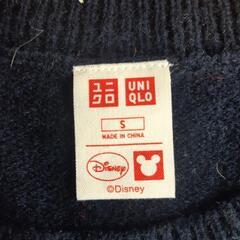 ユニ UNI
クロ QLO
S
MADE IN CHINA
Disney
©Disney